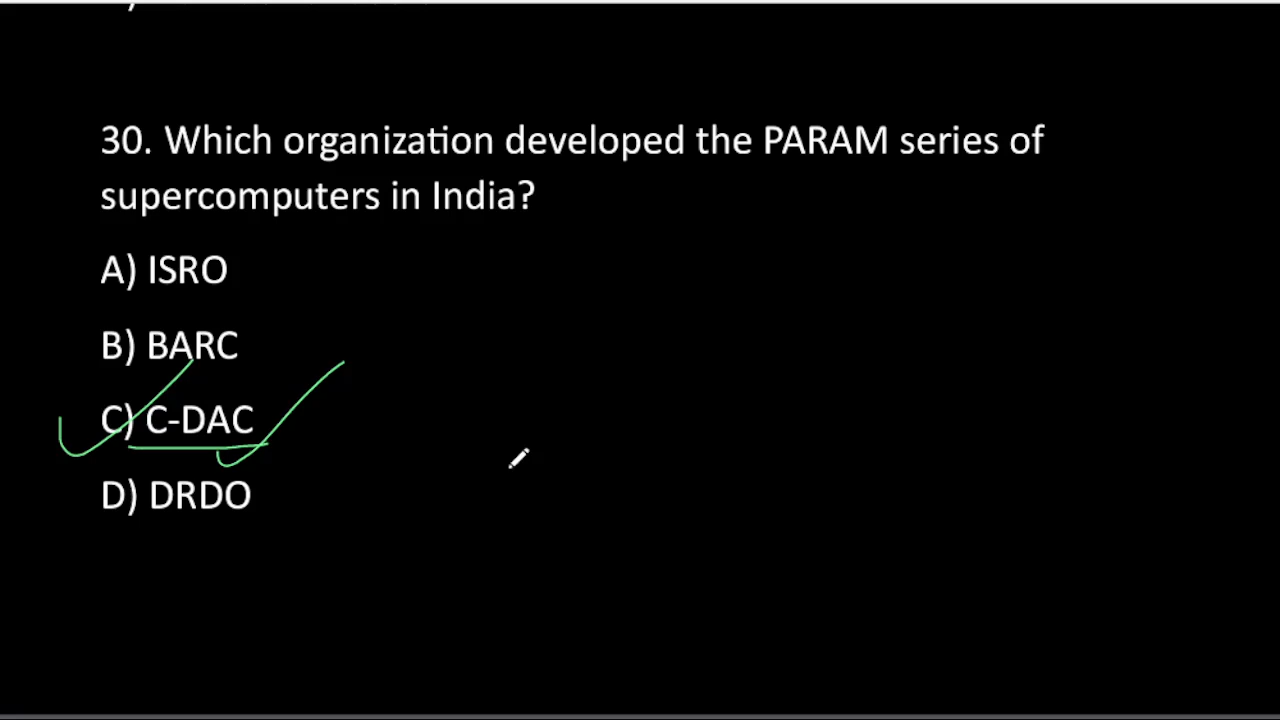 30. Which organization developed the PARAM series of
supercomputers in India?
A) ISRO
B) BARC
C) C-DAC
D) DRDO